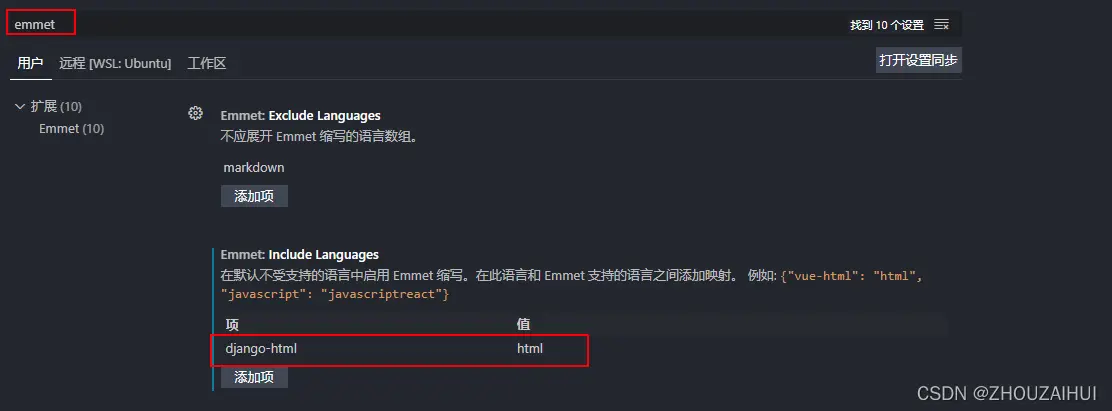 emmet
找到 10 个设置
用户 远程 [WSL: Ubuntu] 工作区
打开设置同步
扩展 (10)
Emmet (10)
Emmet: Exclude Languages
不应展开 Emmet 缩写的语言数组。
markdown
添加项
Emmet: Include Languages
在默认不受支持的语言中启用 Emmet 缩写。在此语言和 Emmet 支持的语言之间添加映射。 例如: {"vue-html": "html",
"javascript": "javascriptreact"}
项 值
django-html html
添加项
CSDN @ZHOUZAIHUI